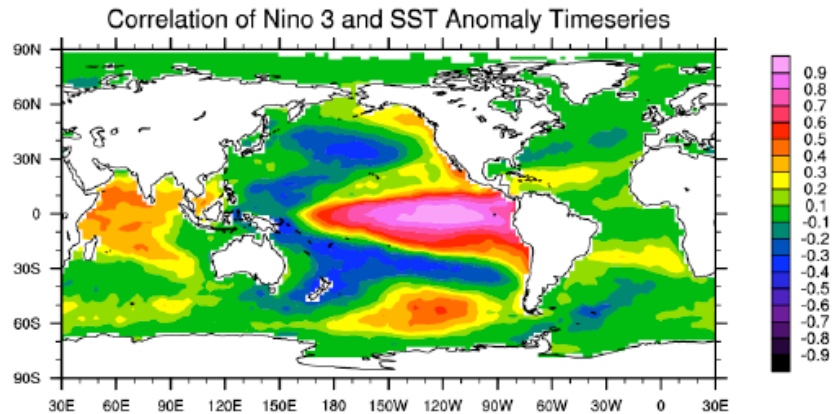 Correlation of Nino 3 and SST Anomaly Timeseries
90N
60N
30N
0
30S
60S
90S
30E 60E 90E 120E 150E 180E 150W 120W 90W 60W 30W 0 30E
0.9
0.8
0.7
0.6
0.5
0.4
0.3
0.2
0.1
-0.1
-0.2
-0.3
-0.4
-0.5
-0.6
-0.7
-0.8
-0.9